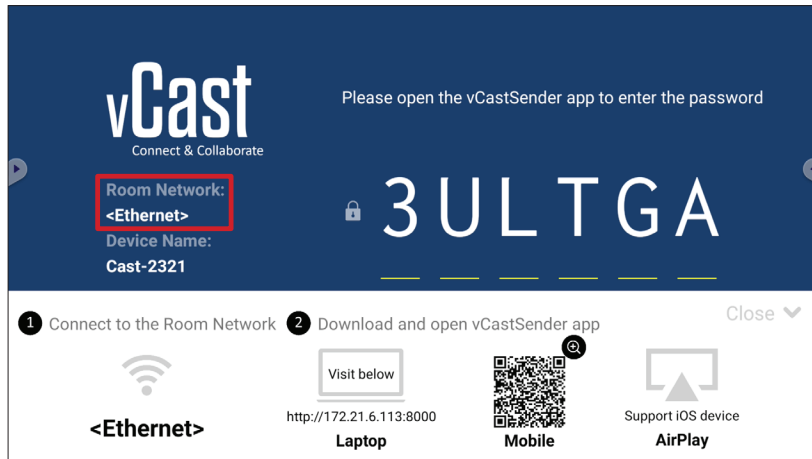 vCast
Connect & Collaborate
Please open the vCastSender app to enter the password
Room Network:
<Ethernet>
Device Name:
Cast-2321
3ULTGA
Close
1 Connect to the Room Network
2 Download and open vCastSender app
<Ethernet>
Visit below
http://172.21.6.113:8000
Laptop
Mobile
Support iOS device
AirPlay